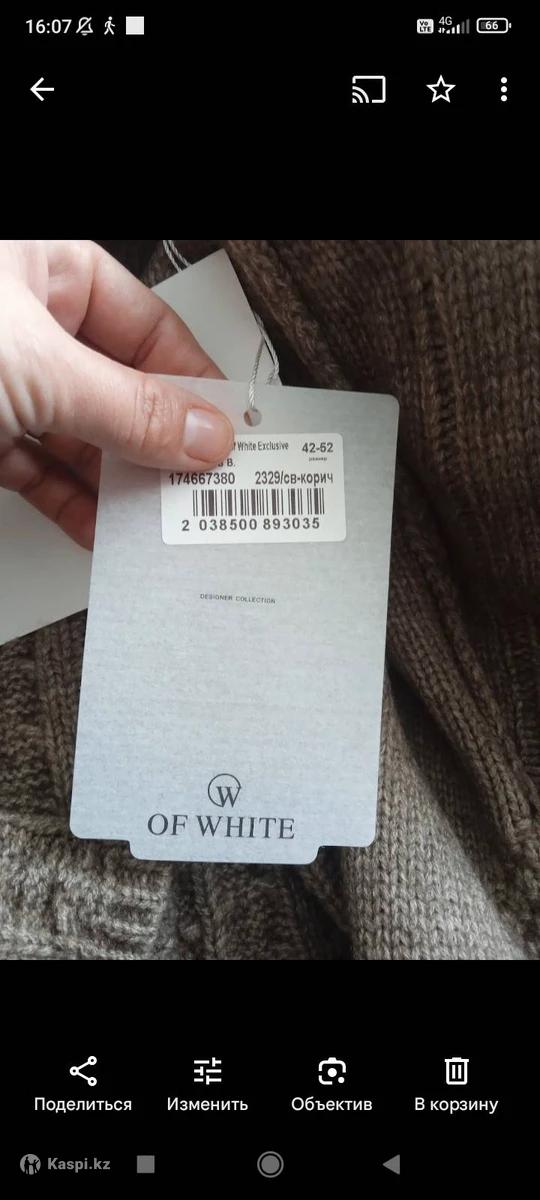 16:07
Vo LTE 4G 66
of White Exclusive 42-52
размер
в В.
174667380 2329/св-корич
2 038500 893035
DESIGNER COLLECTION
W
OF WHITE
Поделиться Изменить Объектив В корзину
Kaspi.kz